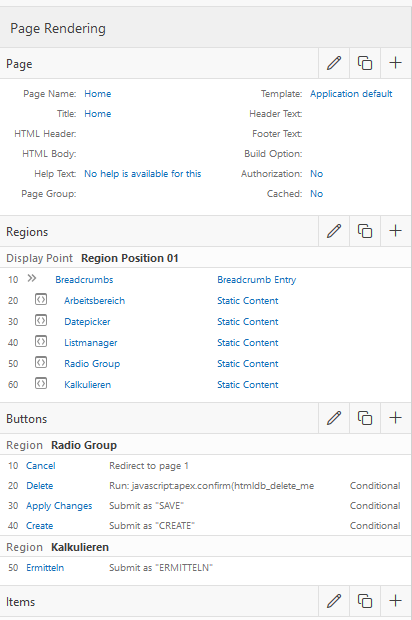 Page Rendering
Page
Page Name: Home Template: Application default
Title: Home Header Text:
HTML Header: Footer Text:
HTML Body: Build Option:
Help Text: No help is available for this Authorization: No
Page Group: Cached: No
Regions
Display Point Region Position 01
10 Breadcrumbs Breadcrumb Entry
20 Arbeitsbereich Static Content
30 Datepicker Static Content
40 Listmanager Static Content
50 Radio Group Static Content
60 Kalkulieren Static Content
Buttons
Region Radio Group
10 Cancel Redirect to page 1
20 Delete Run: javascript:apex.confirm(htmldb_delete_me Conditional
30 Apply Changes Submit as "SAVE" Conditional
40 Create Submit as "CREATE" Conditional
Region Kalkulieren
50 Ermitteln Submit as "ERMITTELN"
Items